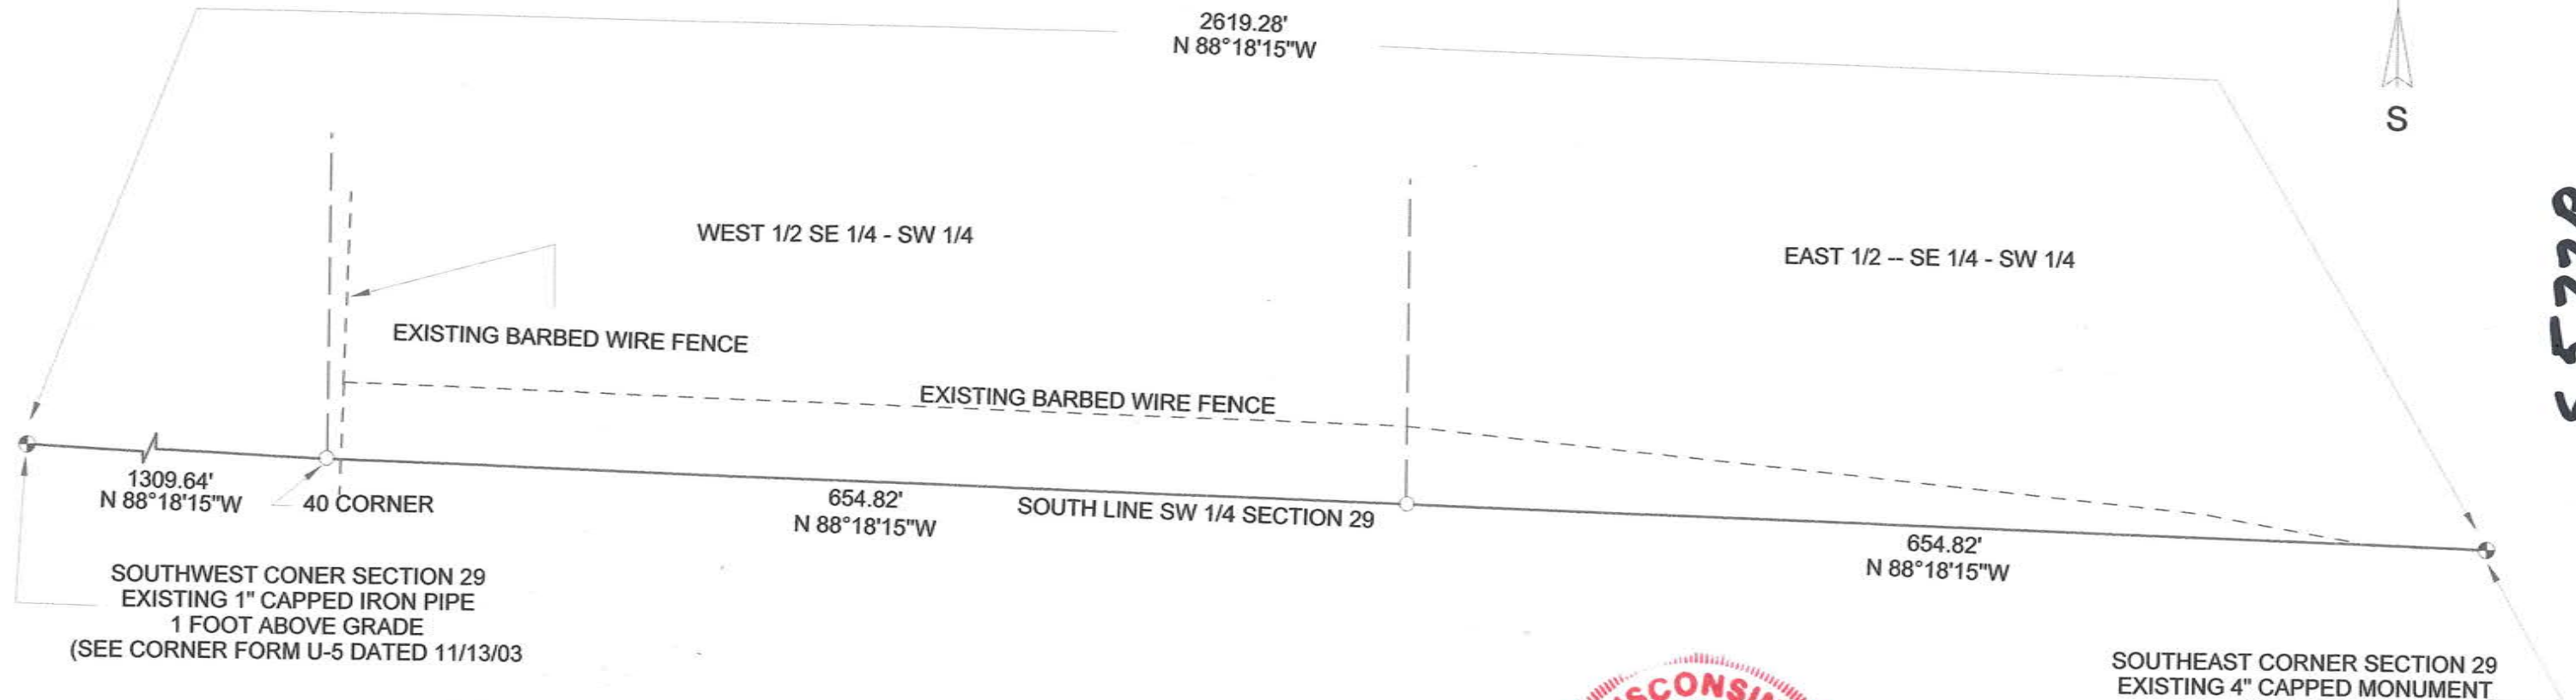 2619.28'
N 88°18'15"W
S
WEST 1/2 SE 1/4 - SW 1/4
EAST 1/2 -- SE 1/4 - SW 1/4
EXISTING BARBED WIRE FENCE
EXISTING BARBED WIRE FENCE
1309.64'
N 88°18'15"W
40 CORNER
654.82'
N 88°18'15"W
SOUTH LINE SW 1/4 SECTION 29
654.82'
N 88°18'15"W
SOUTHWEST CONER SECTION 29
EXISTING 1" CAPPED IRON PIPE
1 FOOT ABOVE GRADE
(SEE CORNER FORM U-5 DATED 11/13/03
SOUTHEAST CORNER SECTION 29
EXISTING 4" CAPPED MONUMENT